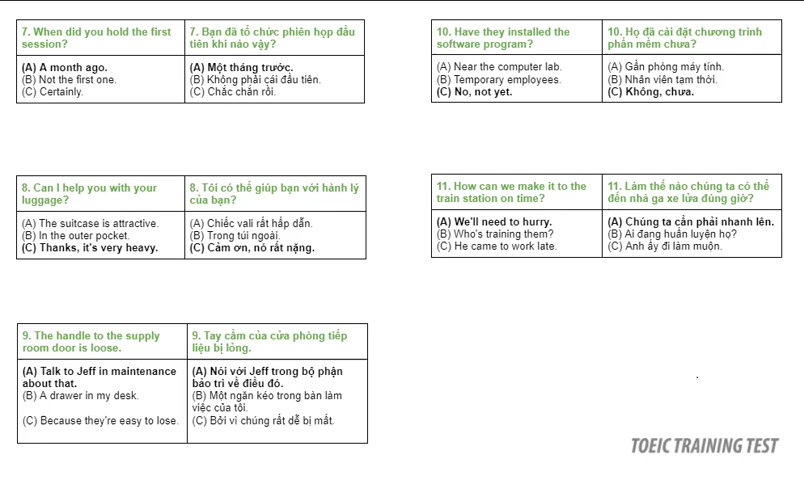 7. When did you hold the first
session?
7. Bạn đã tổ chức phiên họp đầu
tiên khi nào vậy?
(A) A month ago.
(B) Not the first one.
(C) Certainly.
(A) Một tháng trước.
(B) Không phải cái đầu tiên.
(C) Chắc chắn rồi.
8. Can I help you with your
luggage?
8. Tôi có thể giúp bạn với hành lý
của bạn?
(A) The suitcase is attractive.
(B) In the outer pocket.
(C) Thanks, it's very heavy.
(A) Chiếc vali rất hấp dẫn.
(B) Trong túi ngoài.
(C) Cảm ơn, nó rất nặng.
9. The handle to the supply
room door is loose.
9. Tay cầm của cửa phòng tiếp
liệu bị lỏng.
(A) Talk to Jeff in maintenance
about that.
(B) A drawer in my desk.
(C) Because they're easy to lose.
(A) Nói với Jeff trong bộ phận
bảo trì về điều đó.
(B) Một ngăn kéo trong bàn làm
việc của tôi.
(C) Bởi vì chúng rất dễ bị mất.
10. Have they installed the
software program?
10. Họ đã cài đặt chương trình
phần mềm chưa?
(A) Near the computer lab.
(B) Temporary employees.
(C) No, not yet.
(A) Gần phòng máy tính.
(B) Nhân viên tạm thời.
(C) Không, chưa.
11. How can we make it to the
train station on time?
11. Làm thế nào chúng ta có thể
đến nhà ga xe lửa đúng giờ?
(A) We'll need to hurry.
(B) Who's training them?
(C) He came to work late.
(A) Chúng ta cần phải nhanh lên.
(B) Ai đang huấn luyện họ?
(C) Anh ấy đi làm muộn.
TOEIC TRAINING TEST